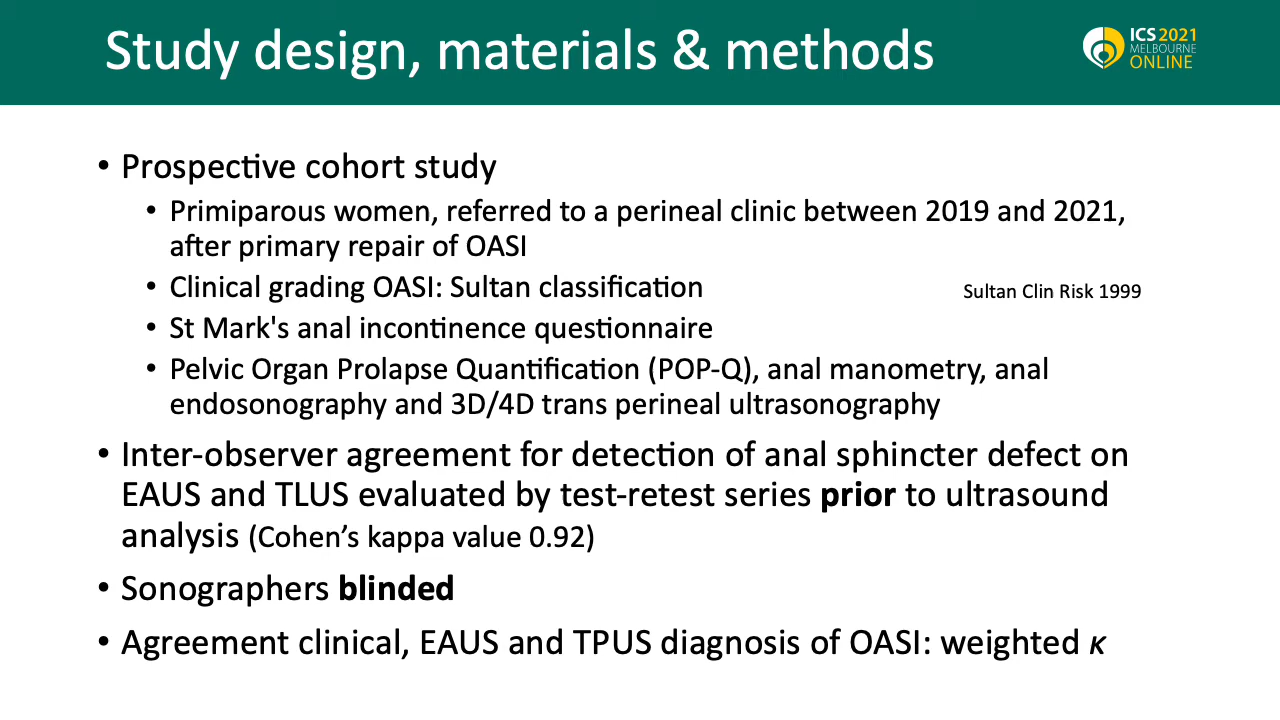 Study design, materials & methods
ICS 2021
MELBOURNE
ONLINE
• Prospective cohort study
• Primiparous women, referred to a perineal clinic between 2019 and 2021,
after primary repair of OASI
• Clinical grading OASI: Sultan classification
Sultan Clin Risk 1999
• St Mark's anal incontinence questionnaire
• Pelvic Organ Prolapse Quantification (POP-Q), anal manometry, anal
endosonography and 3D/4D trans perineal ultrasonography
• Inter-observer agreement for detection of anal sphincter defect on
EAUS and TLUS evaluated by test-retest series prior to ultrasound
analysis (Cohen’s kappa value 0.92)
• Sonographers blinded
• Agreement clinical, EAUS and TPUS diagnosis of OASI: weighted κ